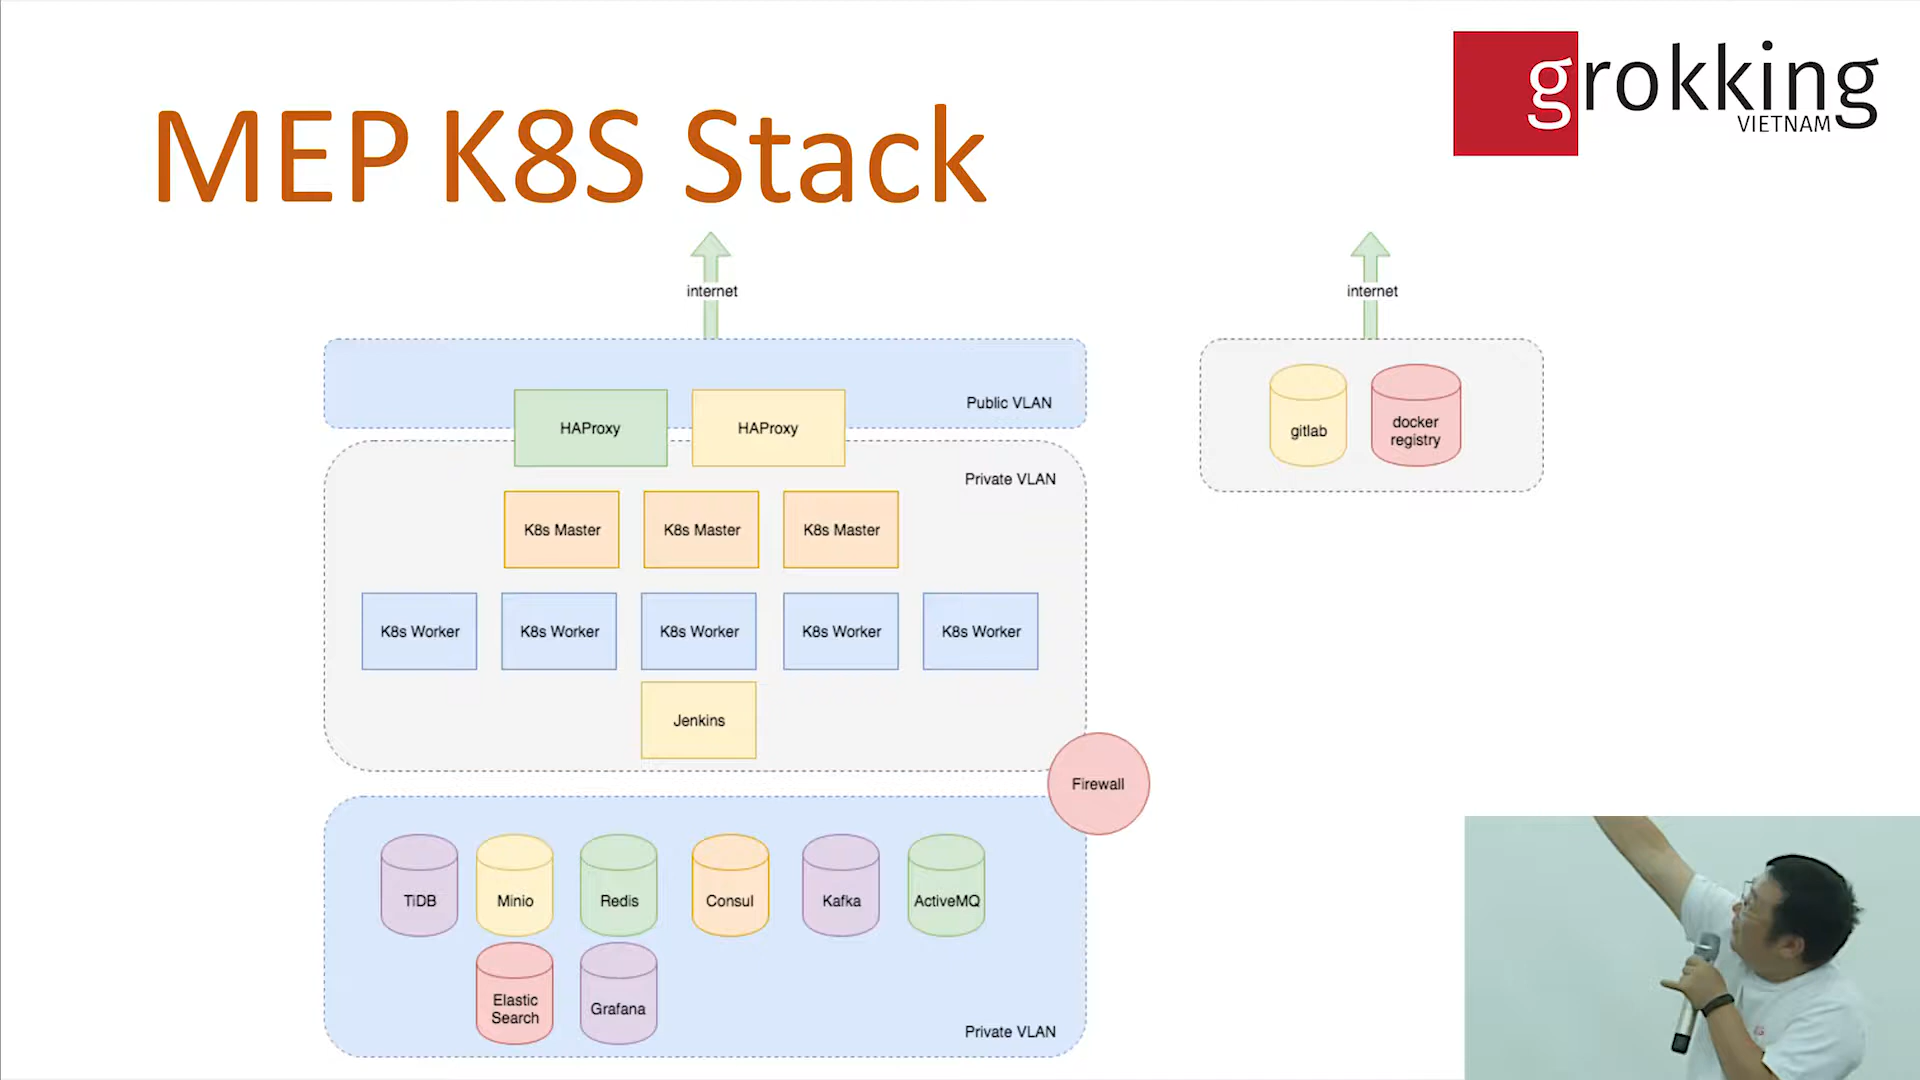 grokking
VIETNAM
MEP K8S Stack
internet
internet
Public VLAN
HAProxy
HAProxy
gitlab
docker
registry
Private VLAN
K8s Master
K8s Master
K8s Master
K8s Worker
K8s Worker
K8s Worker
K8s Worker
K8s Worker
Jenkins
Firewall
TiDB
Minio
Redis
Consul
Kafka
ActiveMQ
Elastic
Search
Grafana
Private VLAN